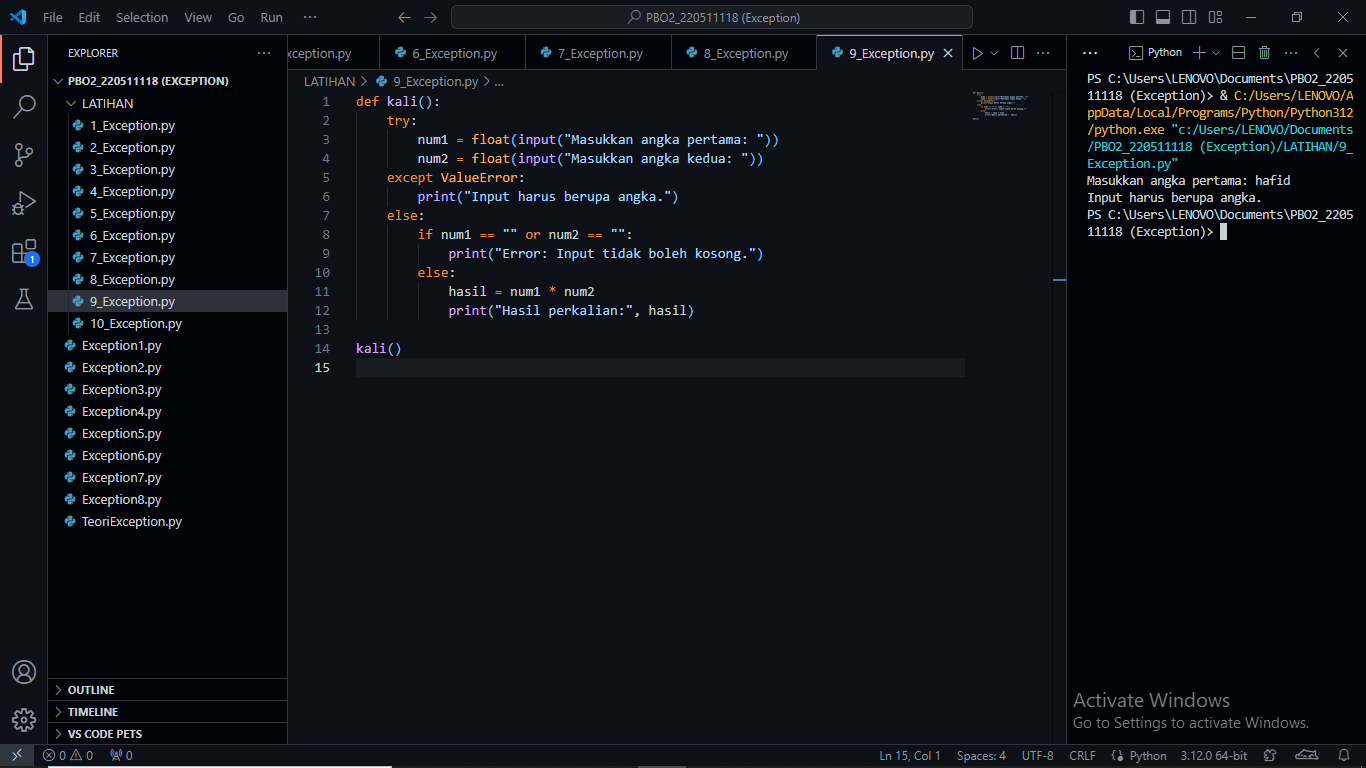 File Edit Selection View Go Run ···
PBO2_220511118 (Exception)
EXPLORER ···
PBO2_220511118 (EXCEPTION)
LATIHAN
1_Exception.py
2_Exception.py
3_Exception.py
4_Exception.py
5_Exception.py
6_Exception.py
7_Exception.py
8_Exception.py
9_Exception.py
10_Exception.py
Exception1.py
Exception2.py
Exception3.py
Exception4.py
Exception5.py
Exception6.py
Exception7.py
Exception8.py
TeoriException.py
OUTLINE
TIMELINE
VS CODE PETS
1
xception.py 6_Exception.py 7_Exception.py 8_Exception.py 9_Exception.py
LATIHAN > 9_Exception.py > ...
1 def kali():
2     try:
3         num1 = float(input("Masukkan angka pertama: "))
4         num2 = float(input("Masukkan angka kedua: "))
5     except ValueError:
6         print("Input harus berupa angka.")
7     else:
8         if num1 == "" or num2 == "":
9             print("Error: Input tidak boleh kosong.")
10         else:
11             hasil = num1 * num2
12             print("Hasil perkalian:", hasil)
13
14 kali()
15
Python
PS C:\Users\LENOVO\Documents\PBO2_2205
11118 (Exception)> & C:/Users/LENOVO/A
ppData/Local/Programs/Python/Python312
/python.exe "c:/Users/LENOVO/Documents
/PBO2_220511118 (Exception)/LATIHAN/9_
Exception.py"
Masukkan angka pertama: hafid
Input harus berupa angka.
PS C:\Users\LENOVO\Documents\PBO2_2205
11118 (Exception)>
Activate Windows
Go to Settings to activate Windows.
0 0 0 Ln 15, Col 1 Spaces: 4 UTF-8 CRLF Python 3.12.0 64-bit